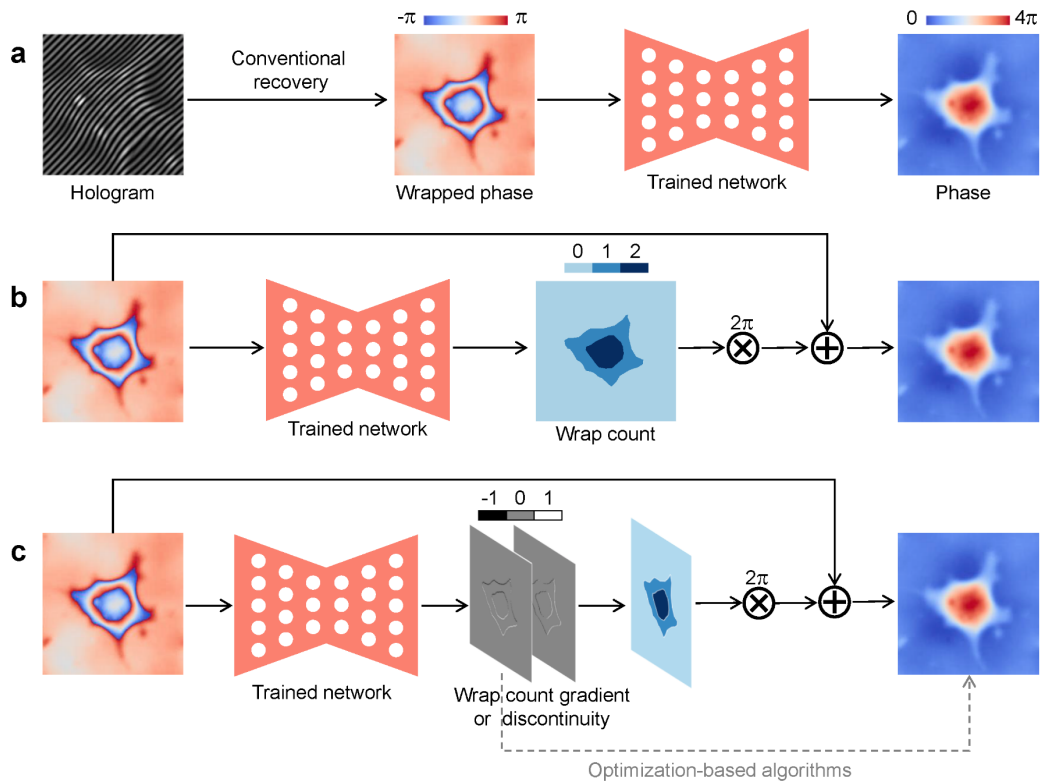 a
Conventional
recovery
-π π
0 4π
Hologram
Wrapped phase
Trained network
Phase
b
0 1 2
2π
Trained network
Wrap count
c
-1 0 1
2π
Trained network
Wrap count gradient
or discontinuity
Optimization-based algorithms